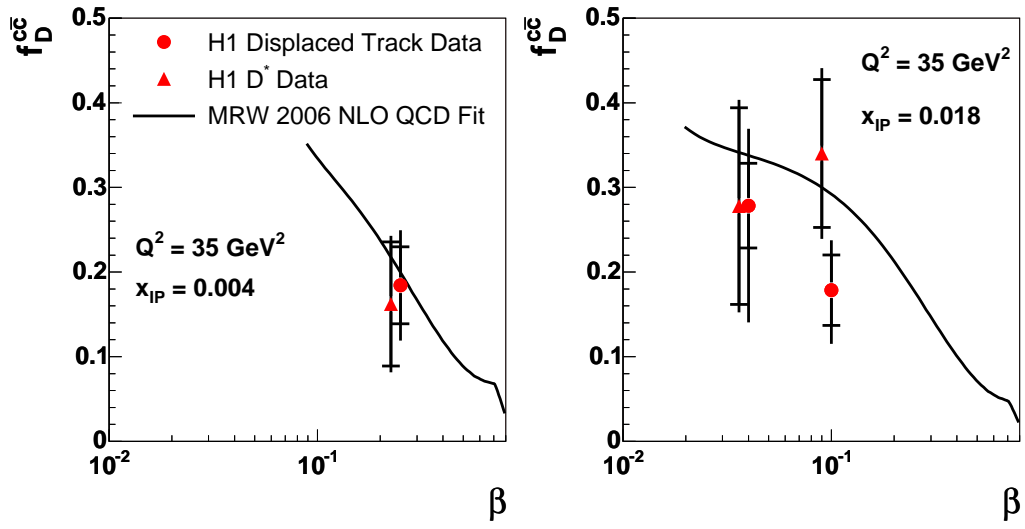 f_D^{cc̄}
0.5
0.4
0.3
0.2
0.1
0
H1 Displaced Track Data
H1 D* Data
MRW 2006 NLO QCD Fit
Q² = 35 GeV²
x_IP = 0.004
10⁻²
10⁻¹
β
f_D^{cc̄}
0.5
0.4
0.3
0.2
0.1
0
Q² = 35 GeV²
x_IP = 0.018
10⁻²
10⁻¹
β